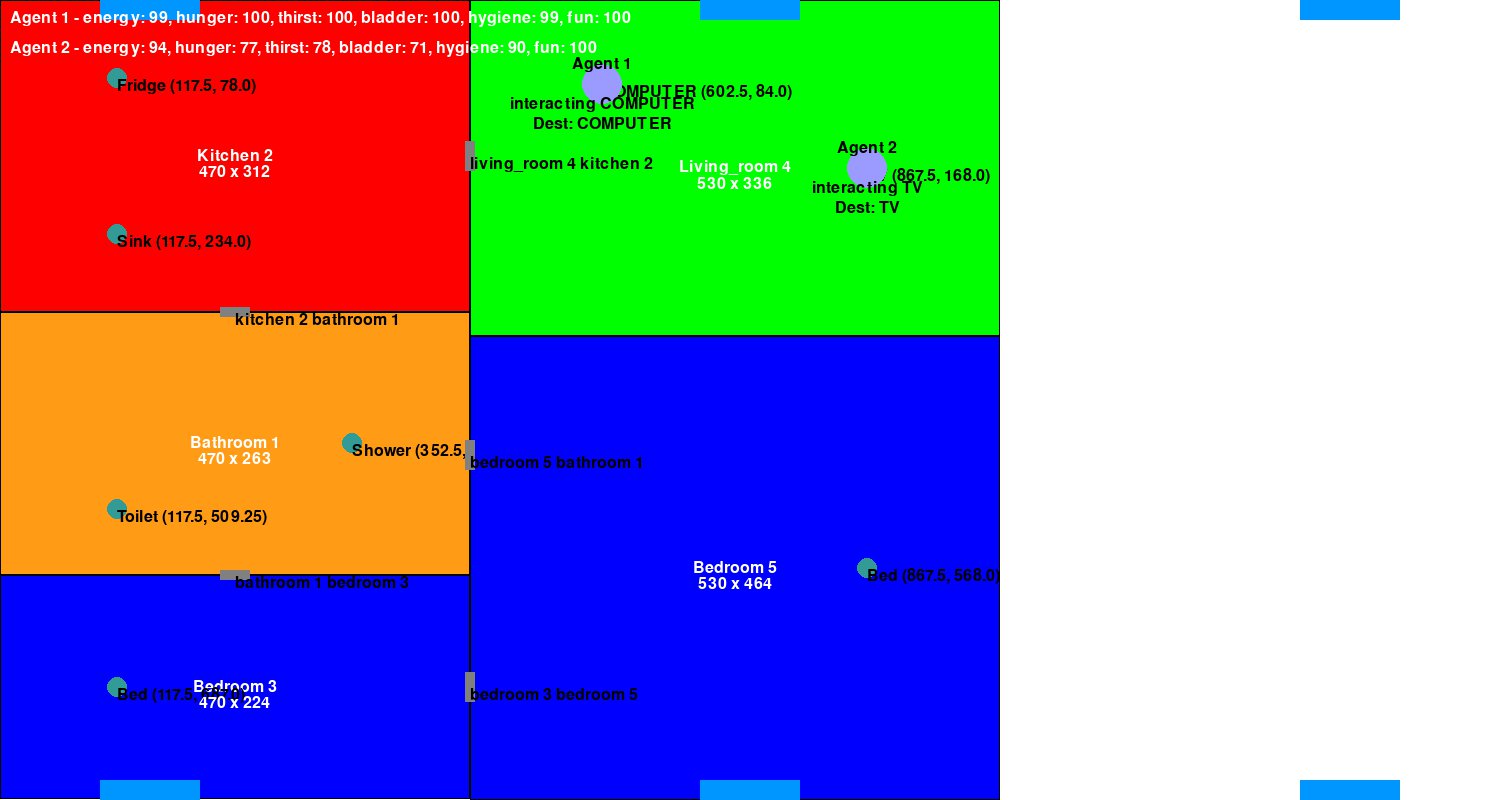 Agent 1 - energy: 99, hunger: 100, thirst: 100, bladder: 100, hygiene: 99, fun: 100
Agent 2 - energy: 94, hunger: 77, thirst: 78, bladder: 71, hygiene: 90, fun: 100
Agent 1
Fridge (117.5, 78.0)
OMPUTER (602.5, 84.0)
interacting COMPUTER
Dest: COMPUTER
Agent 2
Kitchen 2
470 x 312
living_room 4 kitchen 2
Living_room 4
530 x 336
(867.5, 168.0)
interacting TV
Dest: TV
Sink (117.5, 234.0)
kitchen 2 bathroom 1
Bathroom 1
470 x 263
Shower (352.5,
bedroom 5 bathroom 1
Toilet (117.5, 509.25)
bathroom 1 bedroom 3
Bedroom 5
530 x 464
Bed (867.5, 568.0)
Bedroom 3
470 x 224
Bed (117.5,
bedroom 3 bedroom 5